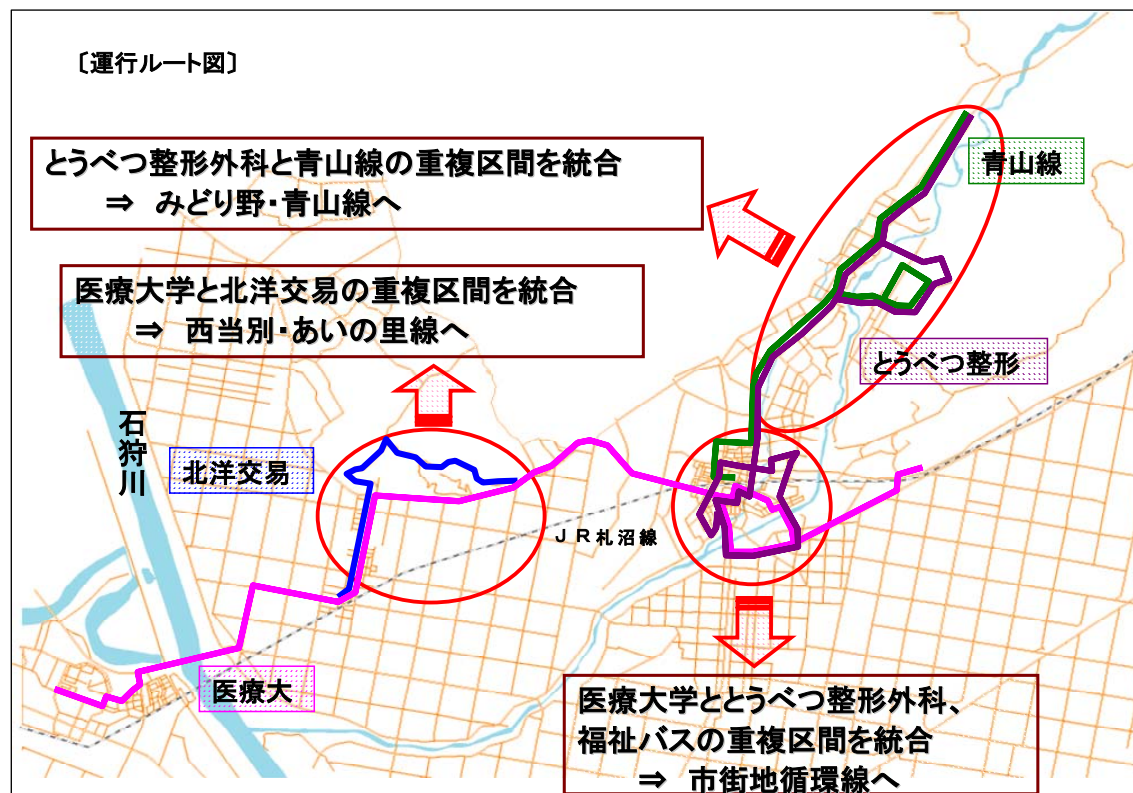 〔運行ルート図〕
とうべつ整形外科と青山線の重複区間を統合
⇒ みどり野・青山線へ
青山線
医療大学と北洋交易の重複区間を統合
⇒ 西当別・あいの里線へ
とうべつ整形
石狩川
北洋交易
JR札沼線
医療大
医療大学ととうべつ整形外科、
福祉バスの重複区間を統合
⇒ 市街地循環線へ